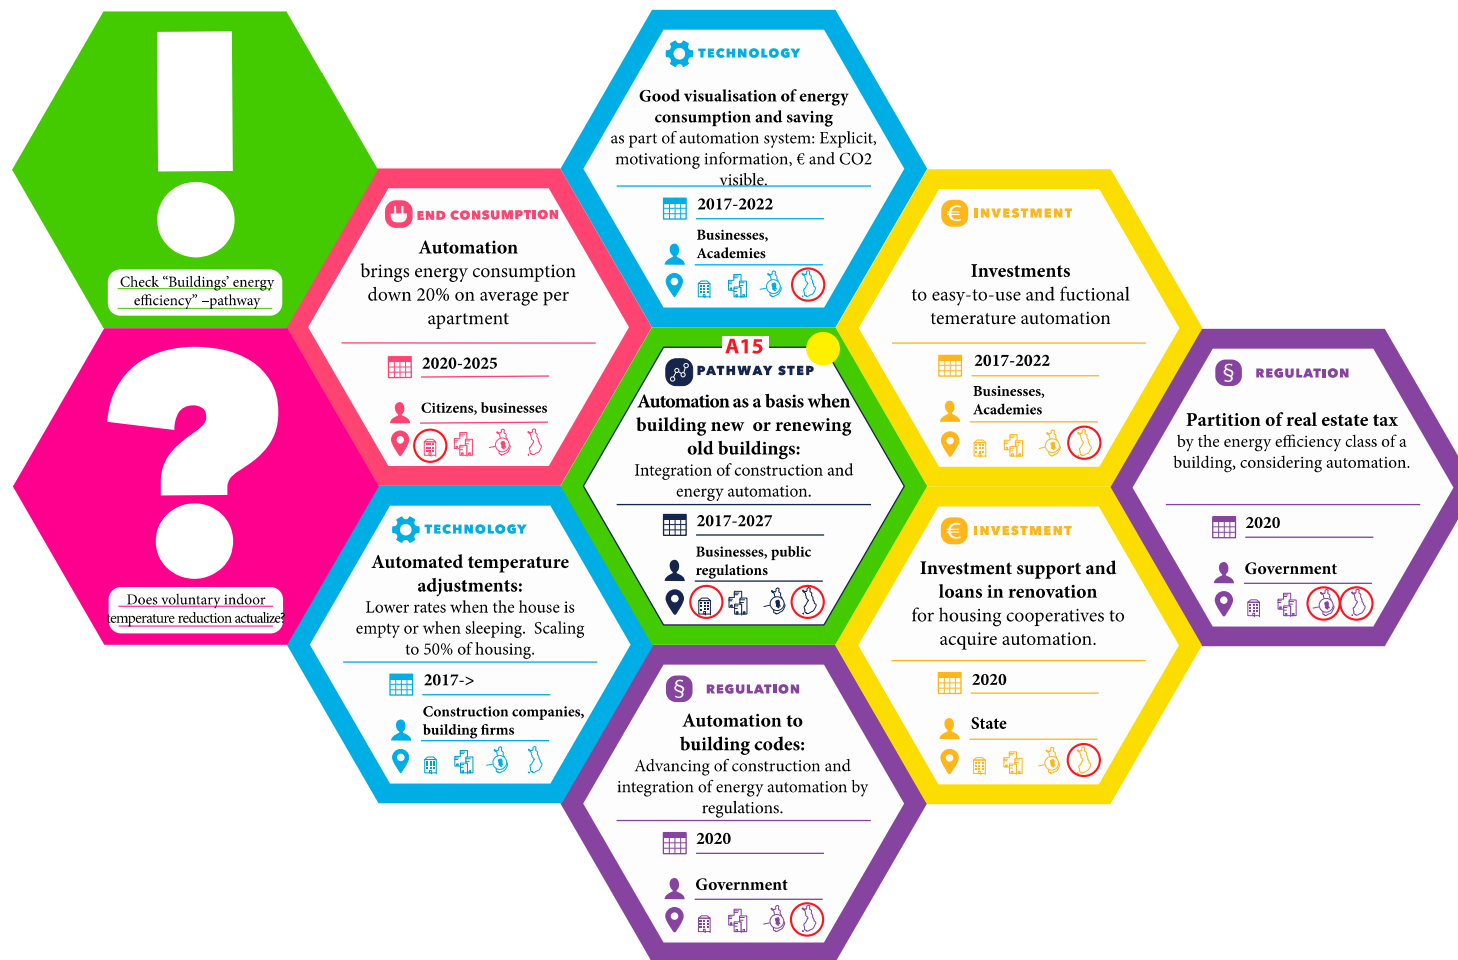 Check “Buildings’ energy
efficiency” –pathway
Does voluntary indoor
temperature reduction actualize?
END CONSUMPTION
Automation
brings energy consumption
down 20% on average per
apartment
2020-2025
Citizens, businesses
TECHNOLOGY
Automated temperature
adjustments:
Lower rates when the house is
empty or when sleeping. Scaling
to 50% of housing.
2017->
Construction companies,
building firms
TECHNOLOGY
Good visualisation of energy
consumption and saving
as part of automation system: Explicit,
motivationg information, € and CO2
visible.
2017-2022
Businesses,
Academies
A15
PATHWAY STEP
Automation as a basis when
building new or renewing
old buildings:
Integration of construction and
energy automation.
2017-2027
Businesses, public
regulations
§ REGULATION
Automation to
building codes:
Advancing of construction and
integration of energy automation by
regulations.
2020
Government
€ INVESTMENT
Investments
to easy-to-use and fuctional
temerature automation
2017-2022
Businesses,
Academies
€ INVESTMENT
Investment support and
loans in renovation
for housing cooperatives to
acquire automation.
2020
State
§ REGULATION
Partition of real estate tax
by the energy efficiency class of a
building, considering automation.
2020
Government